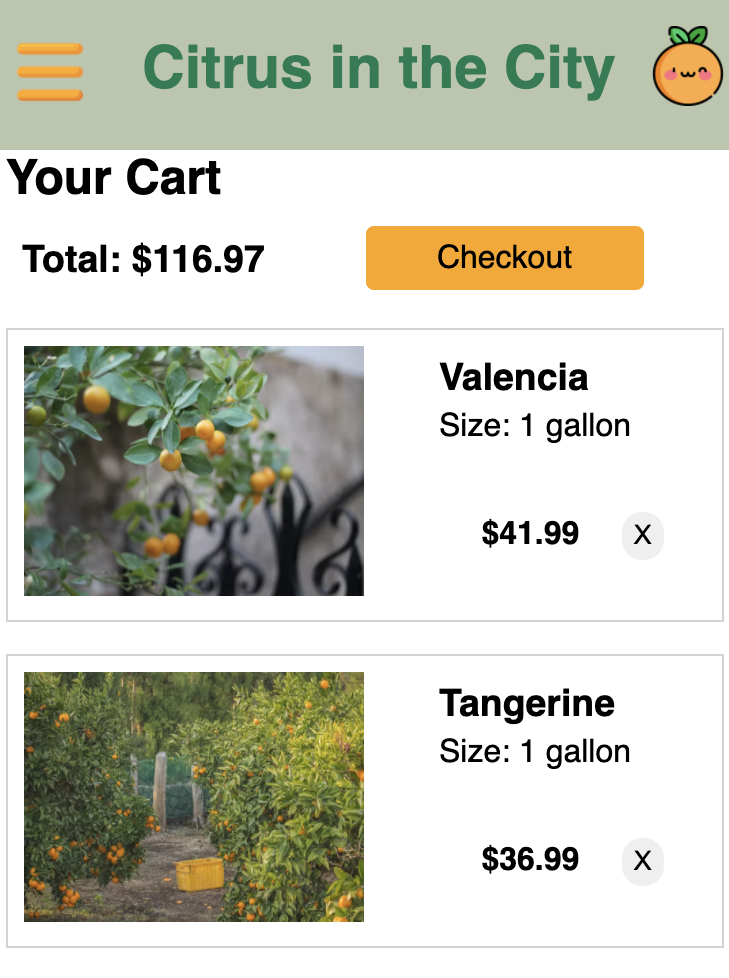 Citrus in the City
Your Cart
Total: $116.97
Checkout
Valencia
Size: 1 gallon
$41.99
X
Tangerine
Size: 1 gallon
$36.99
X